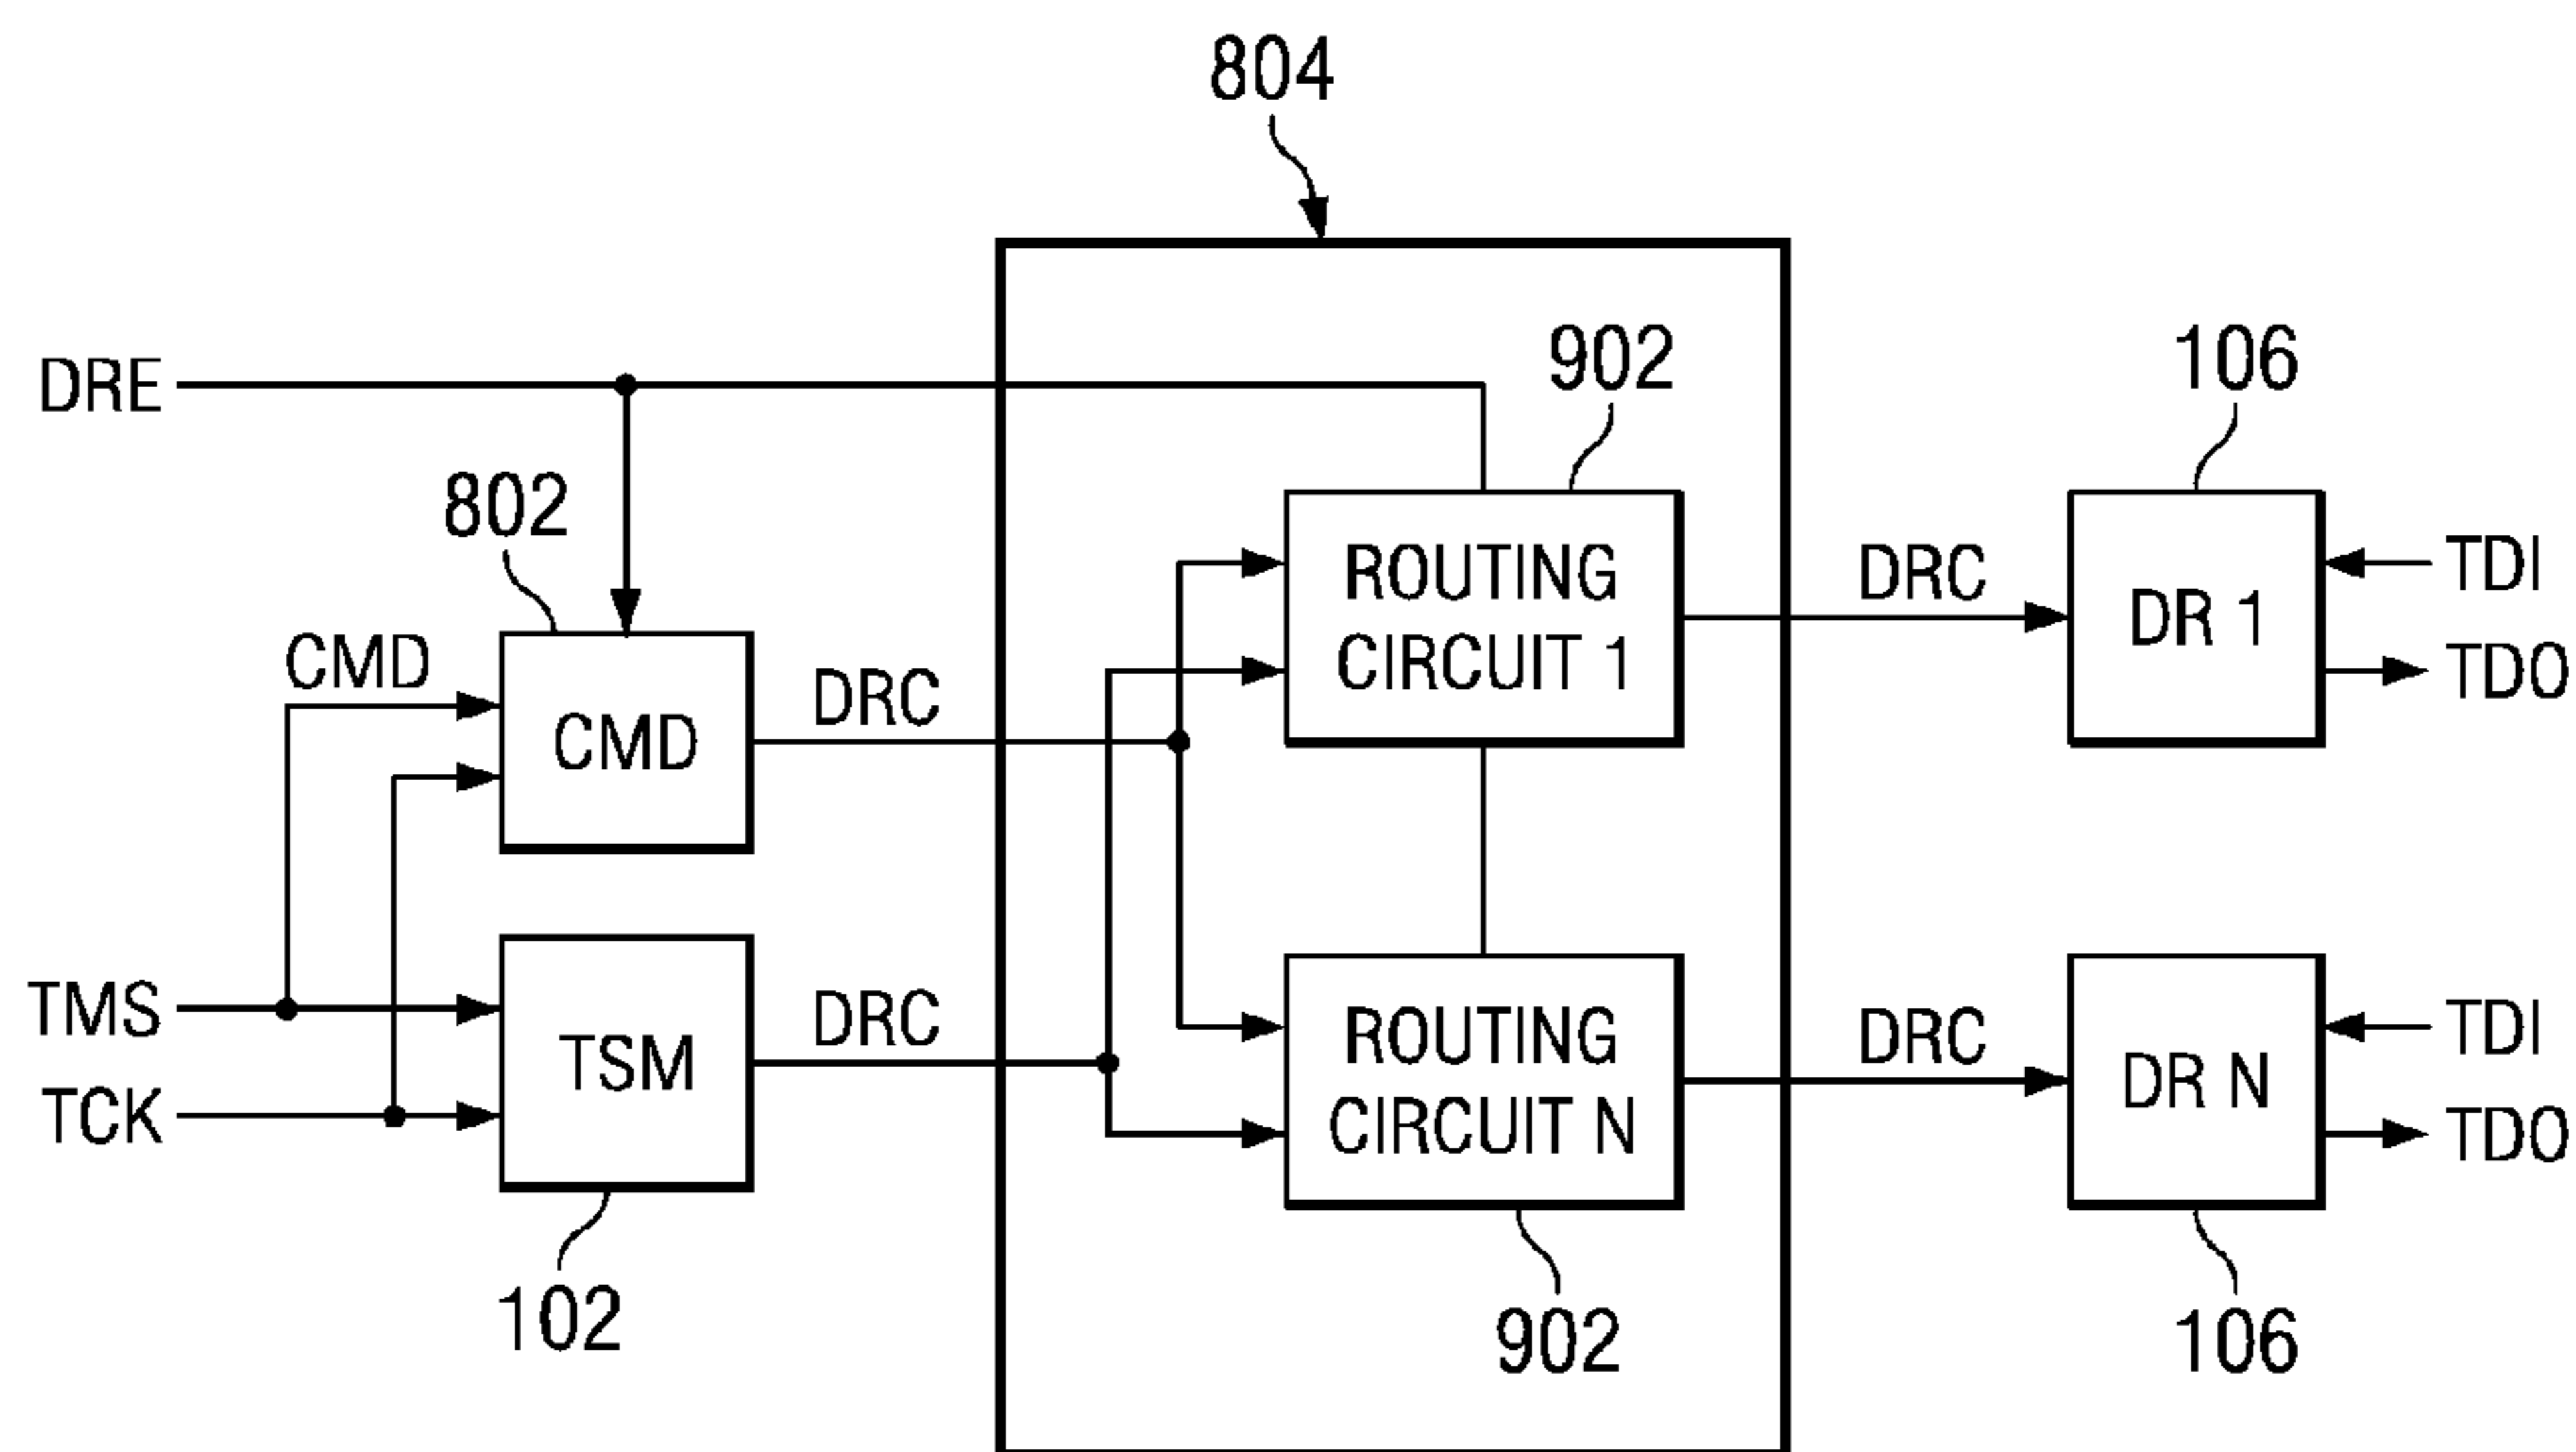 804
DRE
902
106
802
CMD
CMD
DRC
ROUTING
CIRCUIT 1
DRC
DR 1
TDI
TDO
TMS
TCK
TSM
DRC
ROUTING
CIRCUIT N
DRC
DR N
TDI
TDO
102
902
106